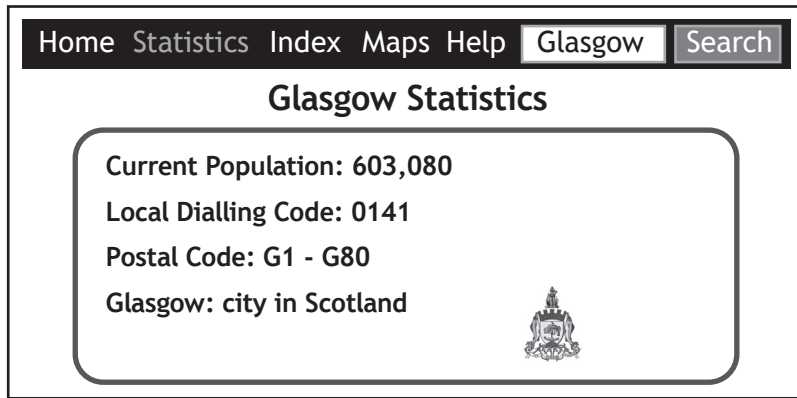 Home Statistics Index Maps Help Glasgow Search
Glasgow Statistics
Current Population: 603,080
Local Dialling Code: 0141
Postal Code: G1 - G80
Glasgow: city in Scotland